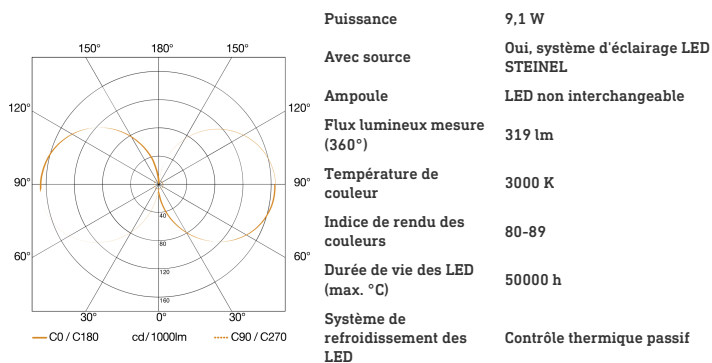 150° 180° 150°
120° 120°
90° 90°
60° 60°
40
80
120
160
30° 0° 30°
C0 / C180 cd/1000lm C90 / C270
Puissance 9,1 W
Avec source Oui, système d'éclairage LED
STEINEL
Ampoule LED non interchangeable
Flux lumineux mesure
(360°) 319 lm
Température de
couleur 3000 K
Indice de rendu des
couleurs 80-89
Durée de vie des LED
(max. °C) 50000 h
Système de
refroidissement des
LED Contrôle thermique passif